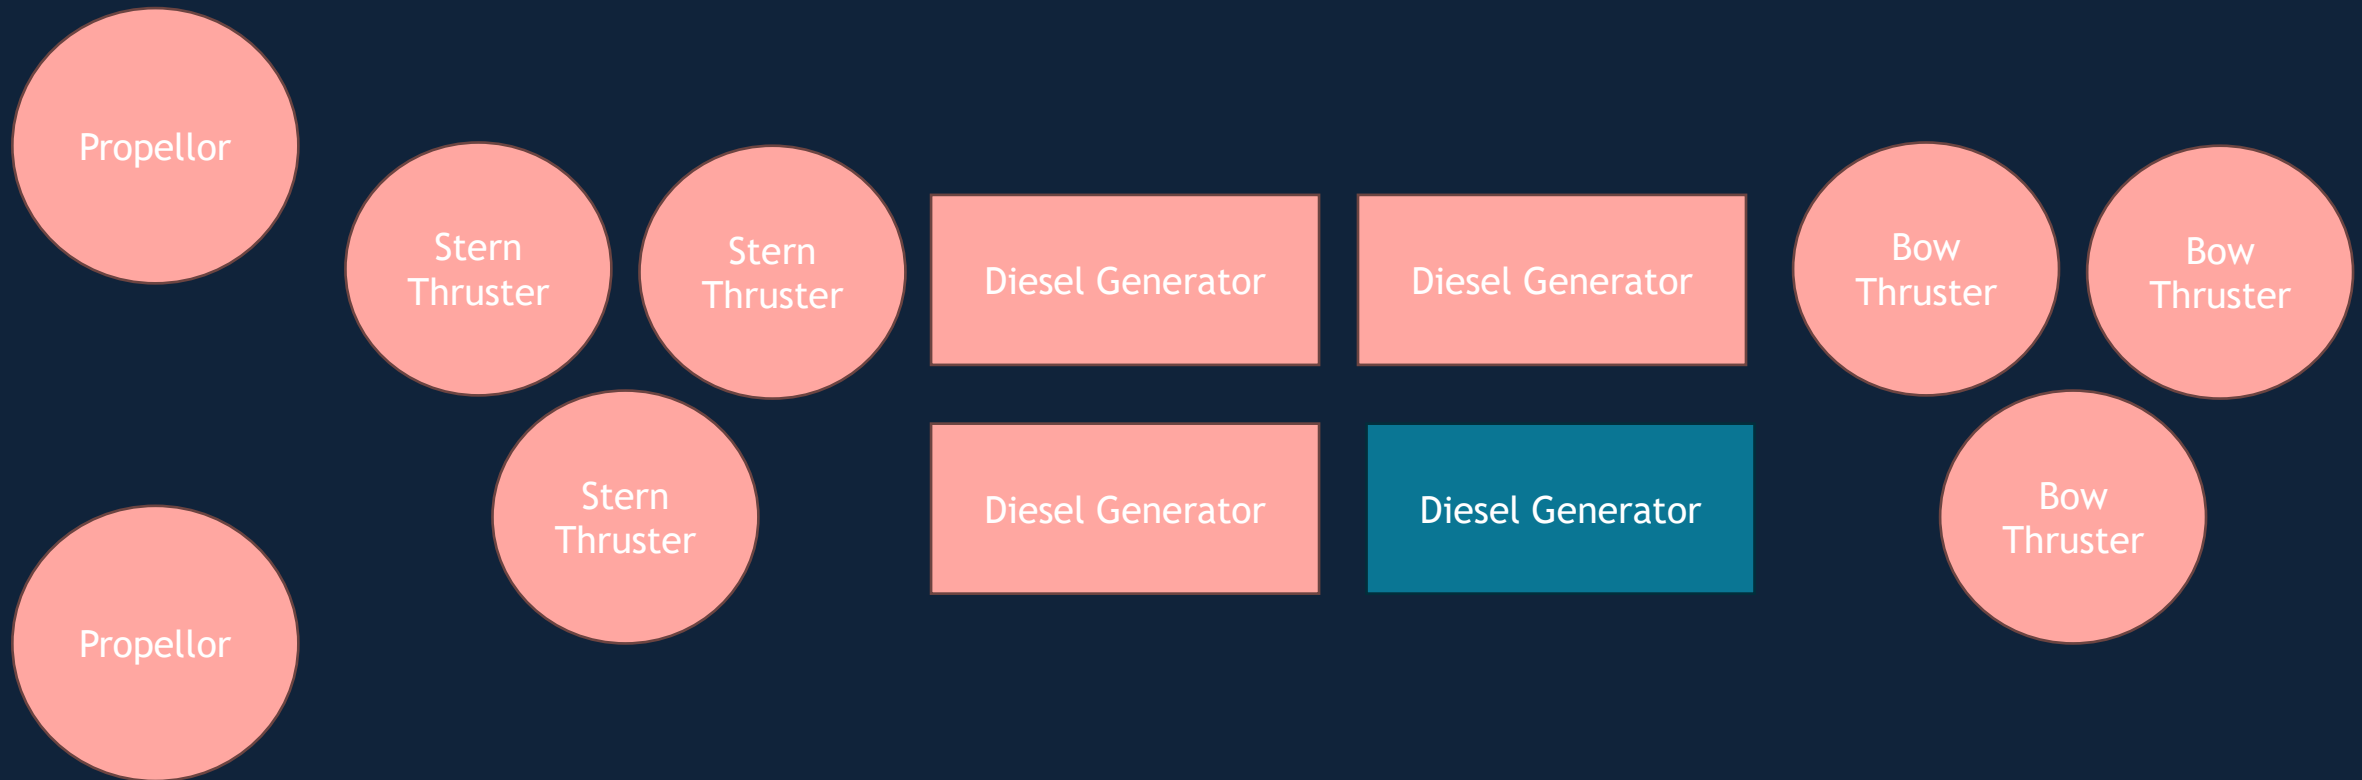 Propellor
Stern
Thruster
Stern
Thruster
Diesel Generator
Diesel Generator
Bow
Thruster
Bow
Thruster
Stern
Thruster
Diesel Generator
Diesel Generator
Bow
Thruster
Propellor